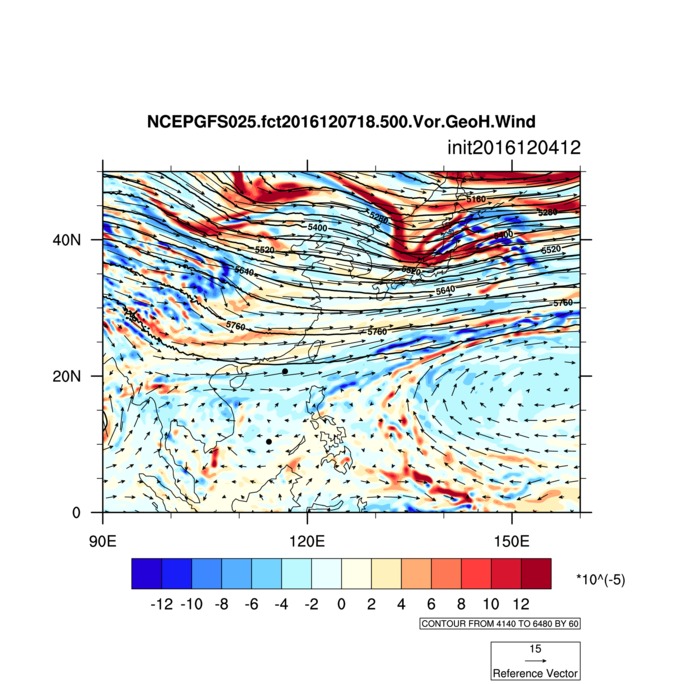 NCEPGFS025.fct2016120718.500.Vor.GeoH.Wind
init2016120412
5160
5280
5280
5400
5400
40N
5520
5520
5520
5640
5640
5760
5760
5760
20N
0
90E 120E 150E
-12 -10 -8 -6 -4 -2 0 2 4 6 8 10 12 *10^(-5)
CONTOUR FROM 4140 TO 6480 BY 60
15
Reference Vector